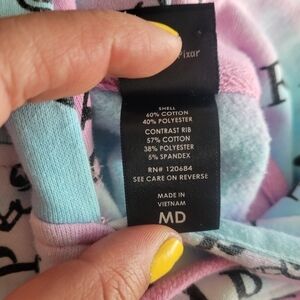 Pixar
SHELL
60% COTTON
40% POLYESTER
CONTRAST RIB
57% COTTON
38% POLYESTER
5% SPANDEX
RN# 120684
SEE CARE ON REVERSE
MADE IN
VIETNAM
MD